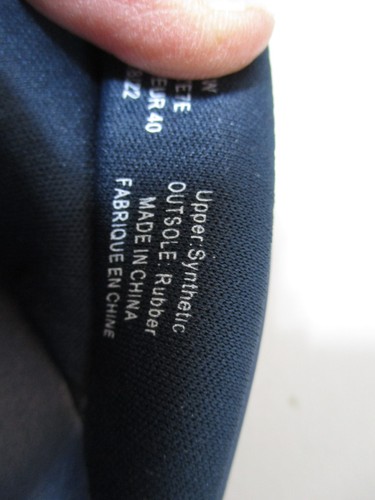 EUR 40
Upper:Synthetic
OUTSOLE: Rubber
MADE IN CHINA
FABRIQUE EN CHINE